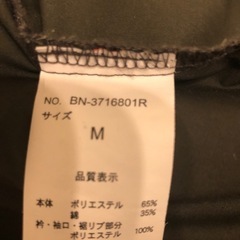 NO. BN-3716801R
サイズ
M
品質表示
本体 ポリエステル 65%
綿 35%
衿・袖口・裾リブ部分
ポリエステル 100%